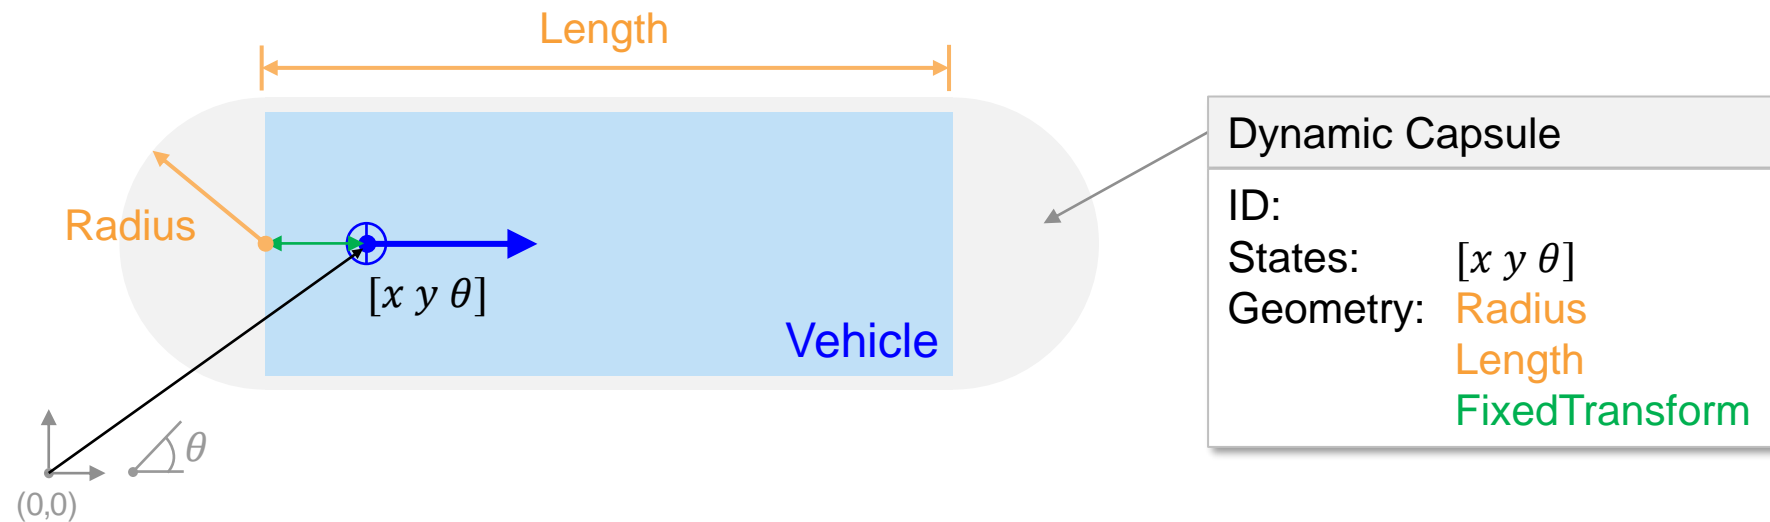 Length
Radius
[x y θ]
Vehicle
θ
(0,0)
Dynamic Capsule
ID:
States: [x y θ]
Geometry: Radius
Length
FixedTransform